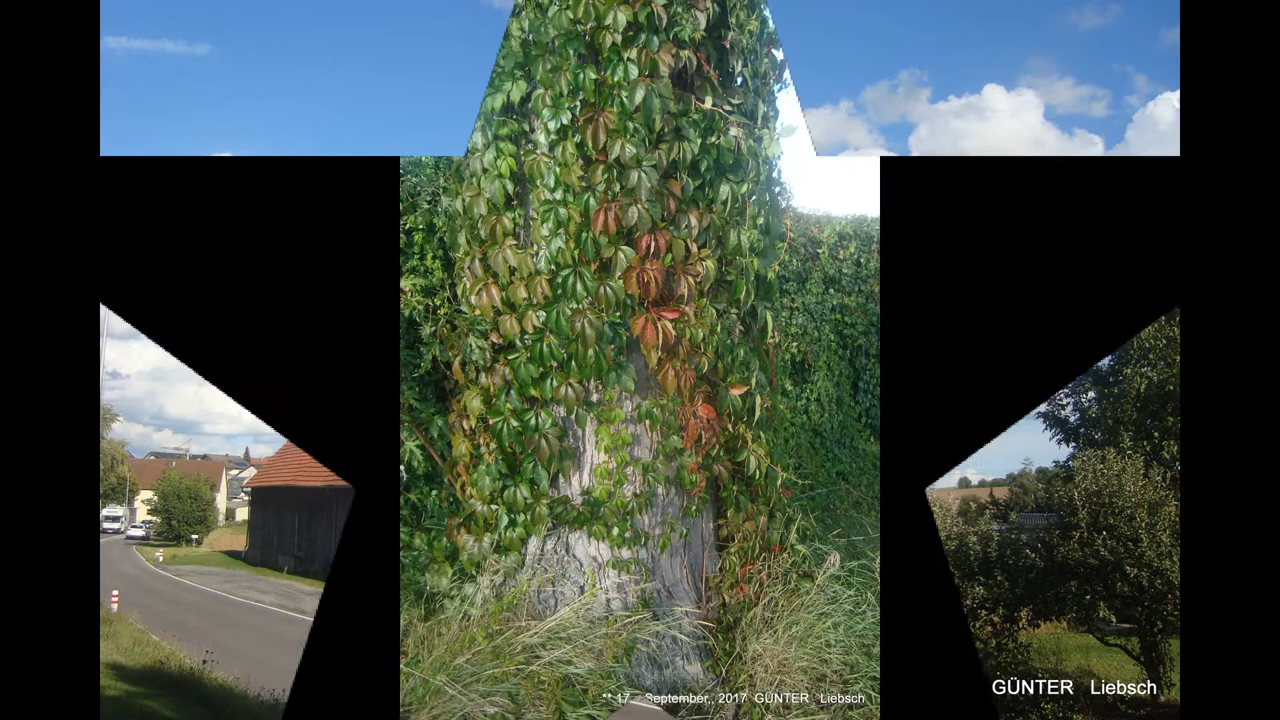 ** 17 – September,, 2017 GÜNTER Liebsch
GÜNTER Liebsch